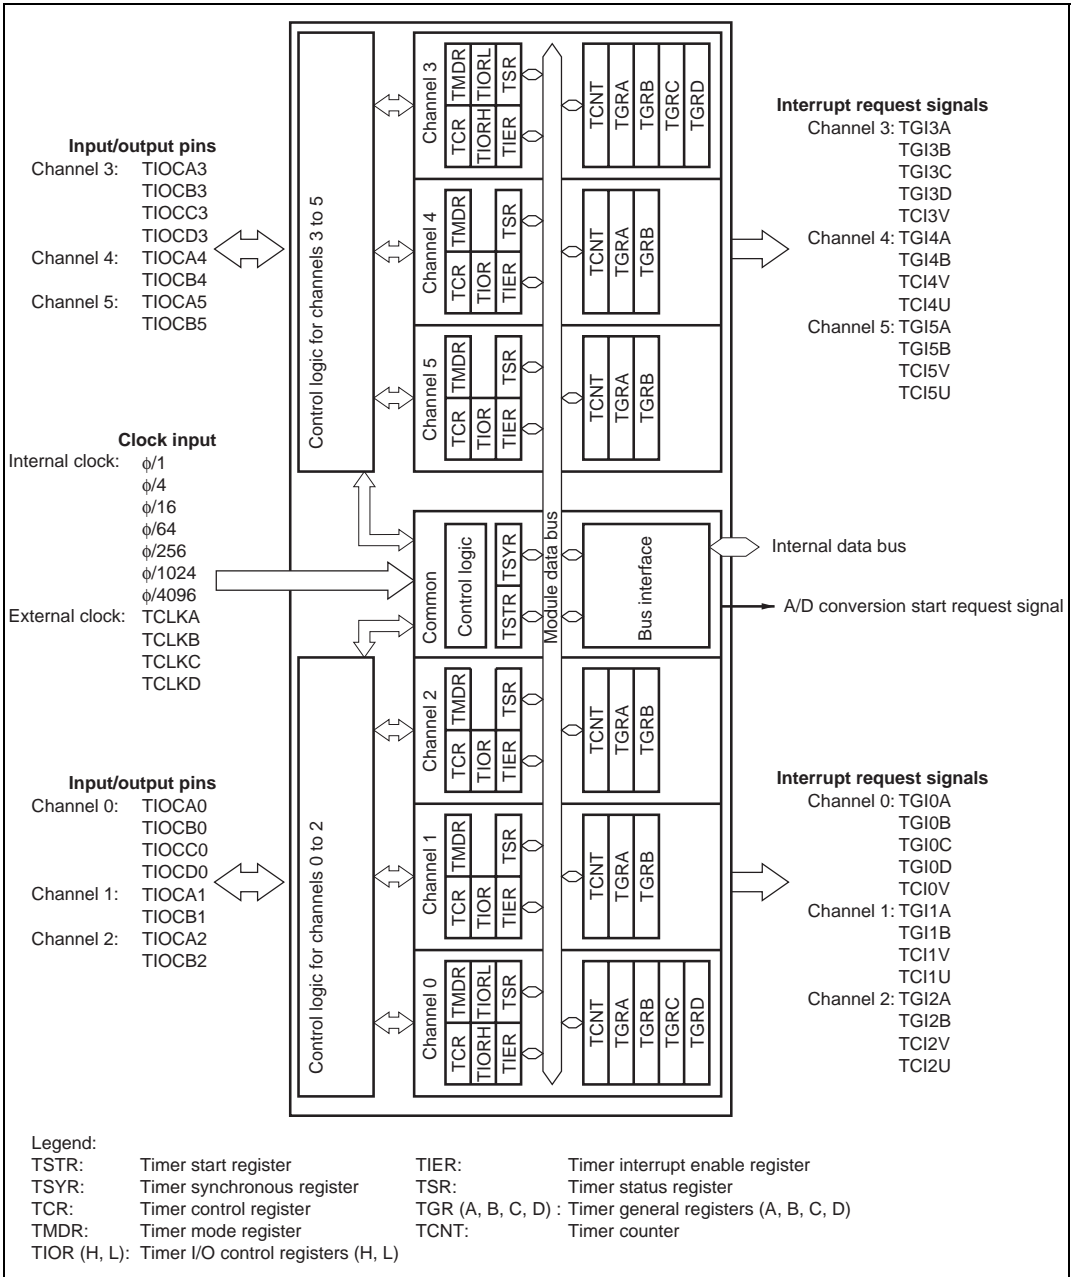 Input/output pins
Channel 3: TIOCA3
TIOCB3
TIOCC3
TIOCD3
Channel 4: TIOCA4
TIOCB4
Channel 5: TIOCA5
TIOCB5
Clock input
Internal clock: ϕ/1
ϕ/4
ϕ/16
ϕ/64
ϕ/256
ϕ/1024
ϕ/4096
External clock: TCLKA
TCLKB
TCLKC
TCLKD
Input/output pins
Channel 0: TIOCA0
TIOCB0
TIOCC0
TIOCD0
Channel 1: TIOCA1
TIOCB1
Channel 2: TIOCA2
TIOCB2
Control logic for channels 3 to 5
Control logic for channels 0 to 2
Channel 3
TCR TMDR
TIORH TIORL
TIER TSR
TCNT
TGRA
TGRB
TGRC
TGRD
Channel 4
TCR TMDR
TIOR
TIER TSR
TCNT
TGRA
TGRB
Channel 5
TCR TMDR
TIOR
TIER TSR
TCNT
TGRA
TGRB
Common
Control logic
TSTR TSYR
Module data bus
Bus interface
Channel 2
TCR TMDR
TIOR
TIER TSR
TCNT
TGRA
TGRB
Channel 1
TCR TMDR
TIOR
TIER TSR
TCNT
TGRA
TGRB
Channel 0
TCR TMDR
TIORH TIORL
TIER TSR
TCNT
TGRA
TGRB
TGRC
TGRD
Interrupt request signals
Channel 3: TGI3A
TGI3B
TGI3C
TGI3D
TCI3V
Channel 4: TGI4A
TGI4B
TCI4V
TCI4U
Channel 5: TGI5A
TGI5B
TCI5V
TCI5U
Internal data bus
A/D conversion start request signal
Interrupt request signals
Channel 0: TGI0A
TGI0B
TGI0C
TGI0D
TCI0V
Channel 1: TGI1A
TGI1B
TCI1V
TCI1U
Channel 2: TGI2A
TGI2B
TCI2V
TCI2U
Legend:
TSTR: Timer start register
TSYR: Timer synchronous register
TCR: Timer control register
TMDR: Timer mode register
TIOR (H, L): Timer I/O control registers (H, L)
TIER: Timer interrupt enable register
TSR: Timer status register
TGR (A, B, C, D) : Timer general registers (A, B, C, D)
TCNT: Timer counter